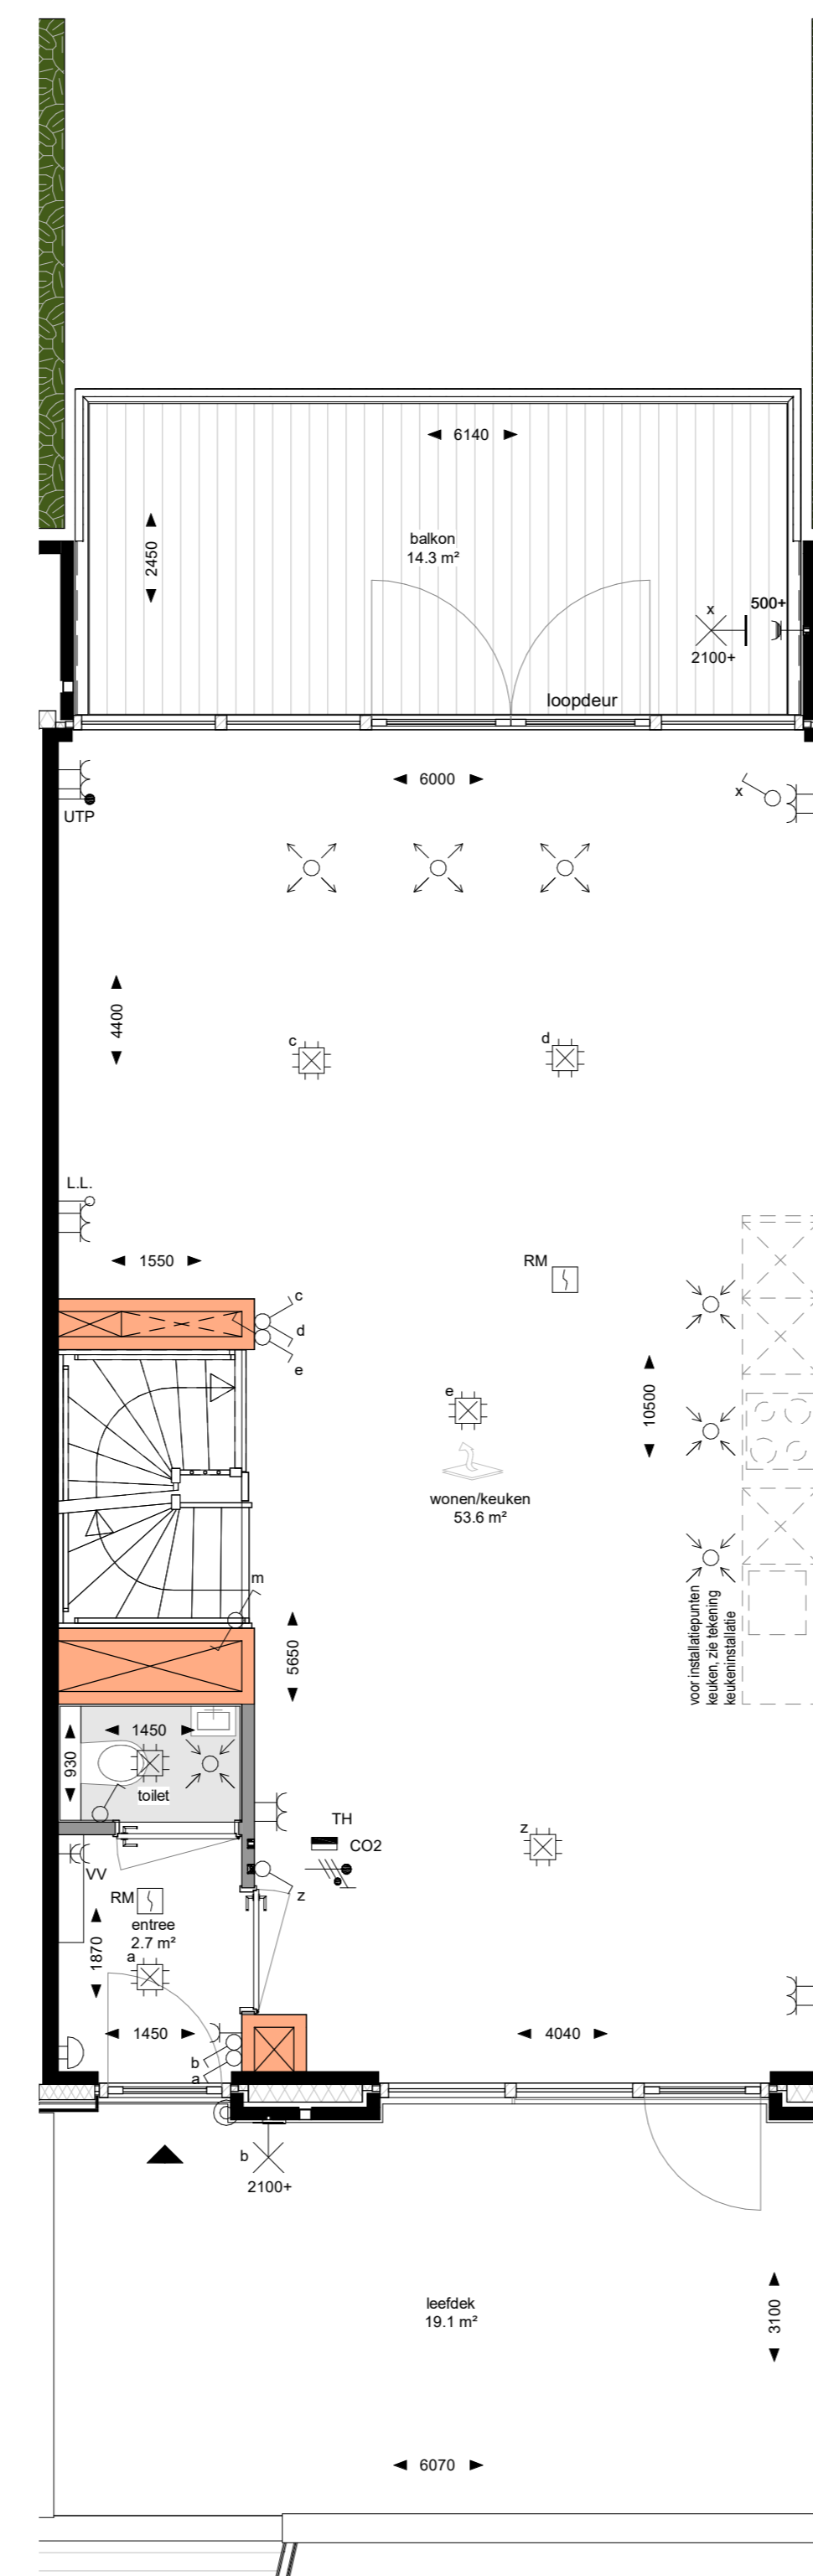 6140
balkon
14.3 m²
2450
x
500+
2100+
loopdeur
6000
x
UTP
4400
c
d
L.L.
1550
RM
c
d
e
e
10500
wonen/keuken
53.6 m²
m
voor installatiepunten
keuken, zie tekening
keukeninstallatie
5650
1450
930
toilet
TH
CO2
z
VV
RM
z
entree
2.7 m²
1870
a
1450
4040
b
a
b
2100+
leefdek
19.1 m²
3100
6070